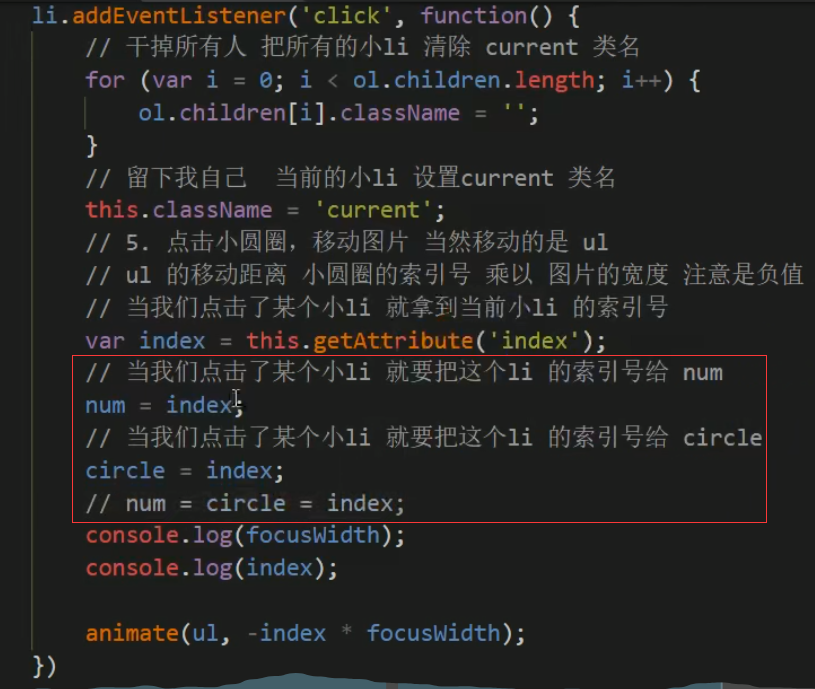 li.addEventListener('click', function() {
// 干掉所有人 把所有的小li 清除 current 类名
for (var i = 0; i < ol.children.length; i++) {
ol.children[i].className = '';
}
// 留下我自己 当前的小li 设置current 类名
this.className = 'current';
// 5. 点击小圆圈，移动图片 当然移动的是 ul
// ul 的移动距离 小圆圈的索引号 乘以 图片的宽度 注意是负值
// 当我们点击了某个小li 就拿到当前小li 的索引号
var index = this.getAttribute('index');
// 当我们点击了某个小li 就要把这个li 的索引号给 num
num = index;
// 当我们点击了某个小li 就要把这个li 的索引号给 circle
circle = index;
// num = circle = index;
console.log(focusWidth);
console.log(index);
animate(ul, -index * focusWidth);
})